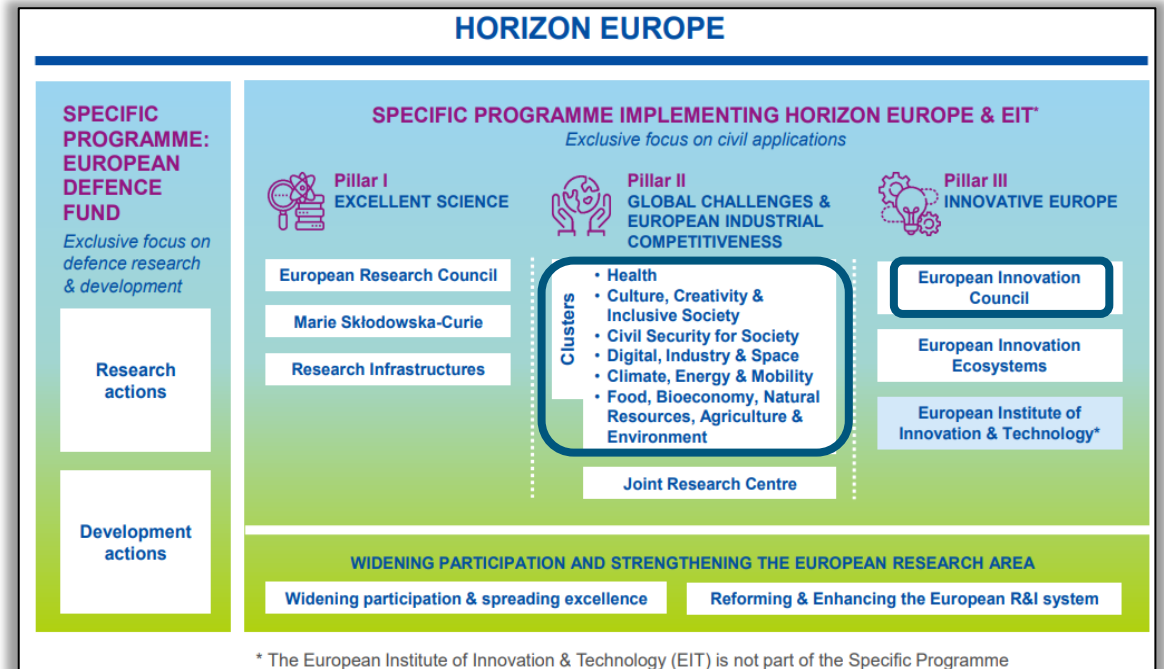 HORIZON EUROPE
SPECIFIC
PROGRAMME:
EUROPEAN
DEFENCE
FUND
Exclusive focus on
defence research
& development
Research
actions
Development
actions
SPECIFIC PROGRAMME IMPLEMENTING HORIZON EUROPE & EIT*
Exclusive focus on civil applications
Pillar I
EXCELLENT SCIENCE
European Research Council
Marie Skłodowska-Curie
Research Infrastructures
Pillar II
GLOBAL CHALLENGES &
EUROPEAN INDUSTRIAL
COMPETITIVENESS
Clusters
• Health
• Culture, Creativity &
Inclusive Society
• Civil Security for Society
• Digital, Industry & Space
• Climate, Energy & Mobility
• Food, Bioeconomy, Natural
Resources, Agriculture &
Environment
Joint Research Centre
Pillar III
INNOVATIVE EUROPE
European Innovation
Council
European Innovation
Ecosystems
European Institute of
Innovation & Technology*
WIDENING PARTICIPATION AND STRENGTHENING THE EUROPEAN RESEARCH AREA
Widening participation & spreading excellence
Reforming & Enhancing the European R&I system
* The European Institute of Innovation & Technology (EIT) is not part of the Specific Programme